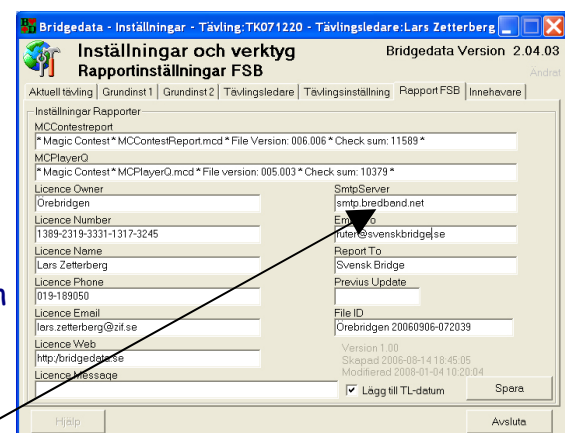 Bridgedata - Inställningar - Tävling:TK071220 - Tävlingsledare:Lars Zetterberg
Inställningar och verktyg
Bridgedata Version 2.04.03
Rapportinställningar FSB
Ändrat
Aktuell tävling Grundinst 1 Grundinst 2 Tävlingsledare Tävlingsinställning Rapport FSB Innehavare
Inställningar Rapporter
MCContestreport
* Magic Contest * MCContestReport.mcd * File Version: 006.006 * Check sum: 11589 *
MCPlayerQ
* Magic Contest * MCPlayerQ.mcd * File version: 005.003 * Check sum: 10379 *
Licence Owner
Örebridgen
Licence Number
1389-2319-3331-1317-3245
Licence Name
Lars Zetterberg
Licence Phone
019-189050
Licence Email
lars.zetterberg@zif.se
Licence Web
http:/bridgedata.se
Licence Message
SmtpServer
smtp.bredband.net
Email To
ruter@svenskbridge.se
Report To
Svensk Bridge
Previus Update
File ID
Örebridgen 20060906-072039
Version 1.00
Skapad 2006-08-14 18:45:05
Modifierad 2008-01-04 10:20:04
Lägg till TL-datum
Spara
Hjälp
Avsluta